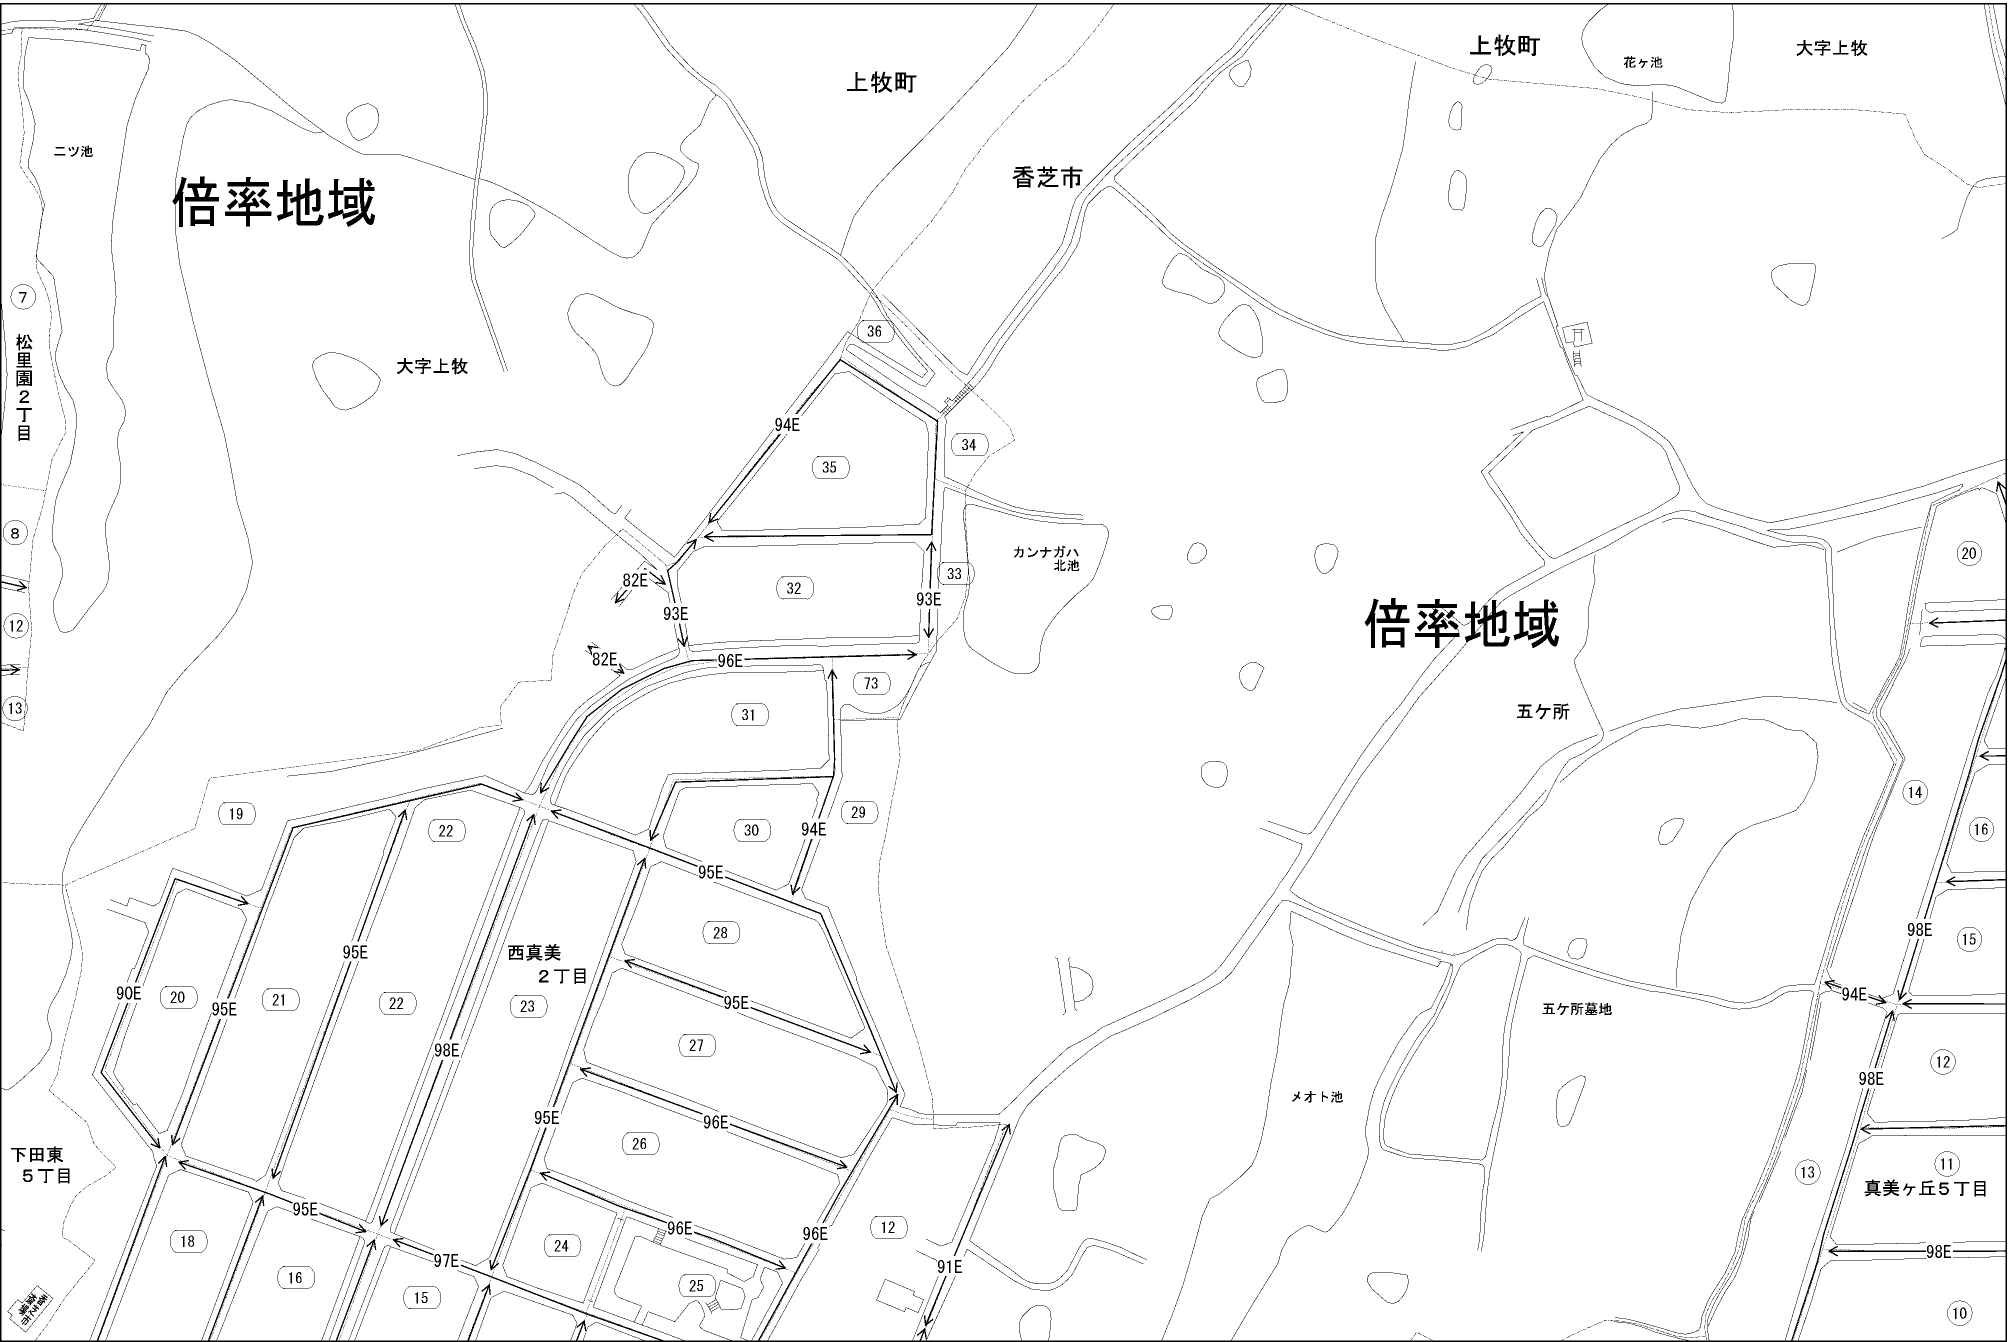 上牧町
上牧町
花ヶ池
大字上牧
二ツ池
香芝市
倍率地域
7
松里園2丁目
36
大字上牧
94E
34
35
8
カンナガハ
北池
20
33
82E
32
93E
93E
倍率地域
12
82E
96E
73
13
31
五ケ所
14
19
22
30
94E
29
16
95E
28
98E
15
西真美
2丁目
95E
90E
20
21
22
23
95E
95E
94E
五ケ所墓地
27
98E
12
98E
メオト池
95E
96E
26
下田東
5丁目
13
11
真美ヶ丘5丁目
95E
96E
96E
12
18
24
97E
98E
91E
16
25
15
10